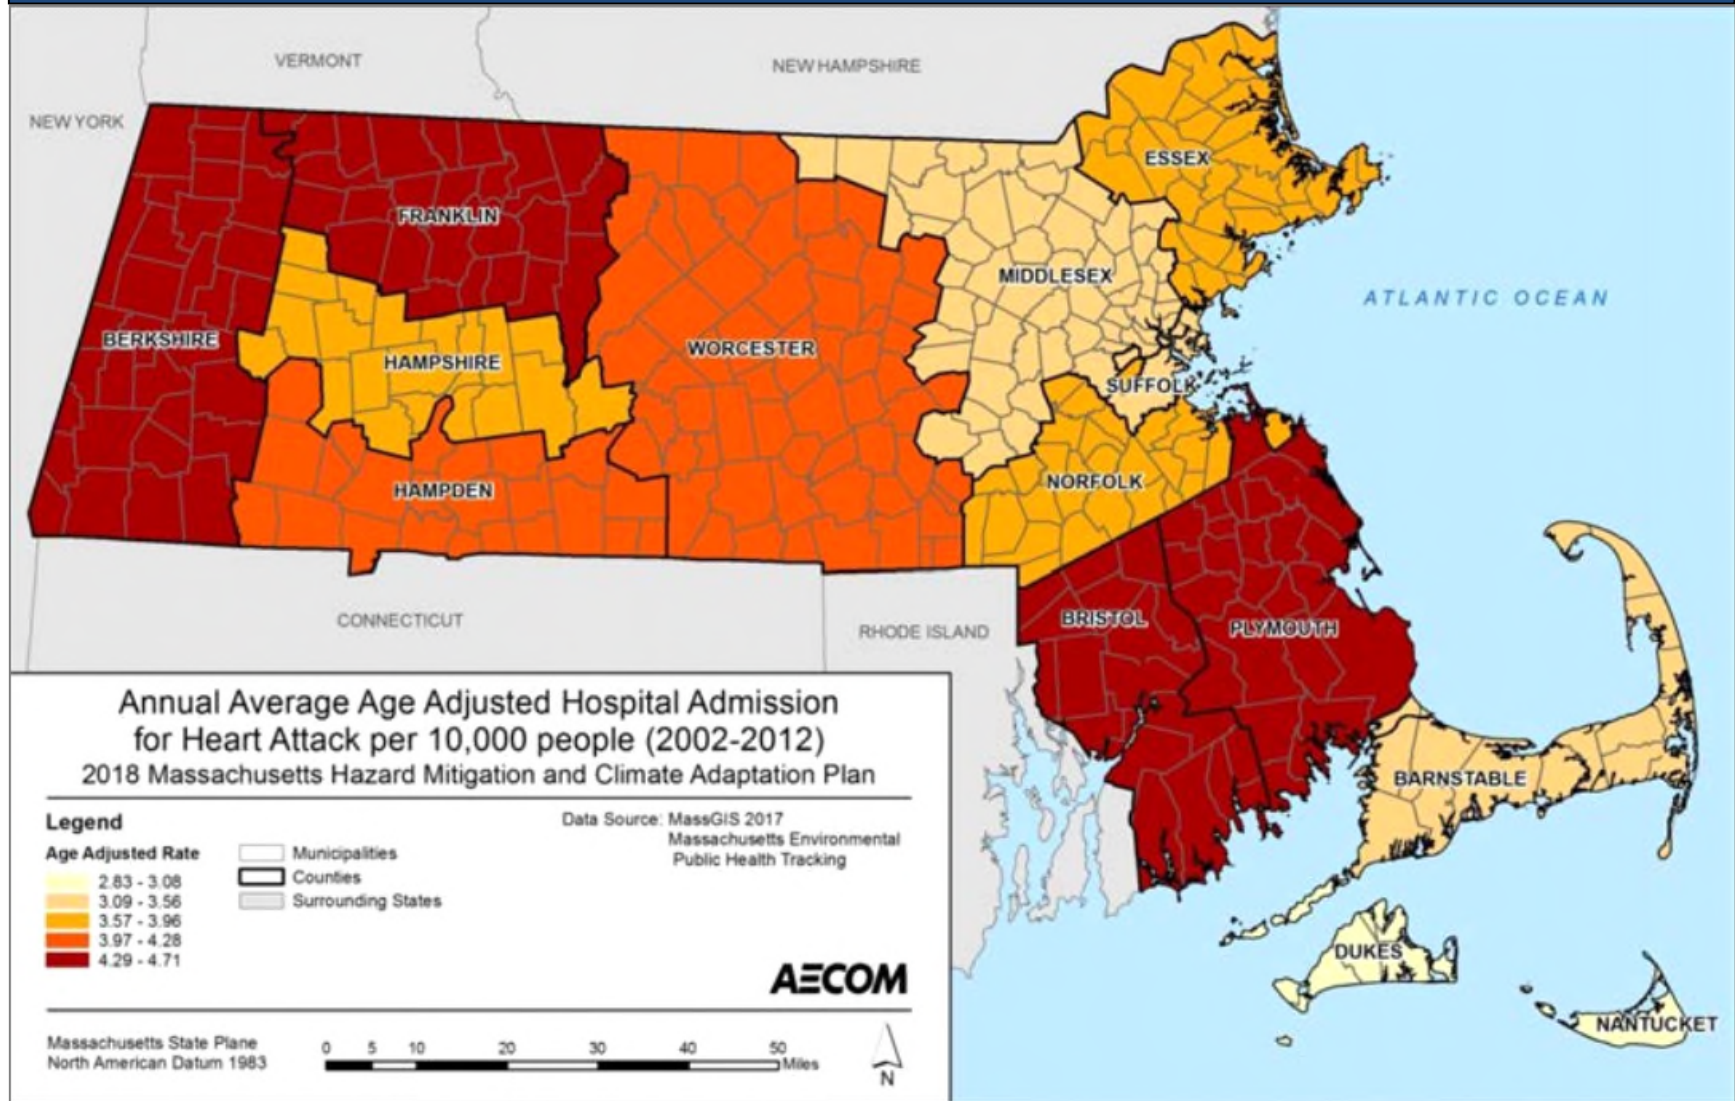 VERMONT
NEW HAMPSHIRE
NEW YORK
ESSEX
FRANKLIN
MIDDLESEX
ATLANTIC OCEAN
BERKSHIRE
HAMPSHIRE
WORCESTER
SUFFOLK
HAMPDEN
NORFOLK
CONNECTICUT
RHODE ISLAND
BRISTOL
PLYMOUTH
BARNSTABLE
DUKES
NANTUCKET
Annual Average Age Adjusted Hospital Admission
for Heart Attack per 10,000 people (2002-2012)
2018 Massachusetts Hazard Mitigation and Climate Adaptation Plan
Legend
Age Adjusted Rate
2.83 - 3.08
3.09 - 3.56
3.57 - 3.96
3.97 - 4.28
4.29 - 4.71
Municipalities
Counties
Surrounding States
Data Source: MassGIS 2017
Massachusetts Environmental
Public Health Tracking
AECOM
Massachusetts State Plane
North American Datum 1983
0 5 10 20 30 40 50 Miles
N